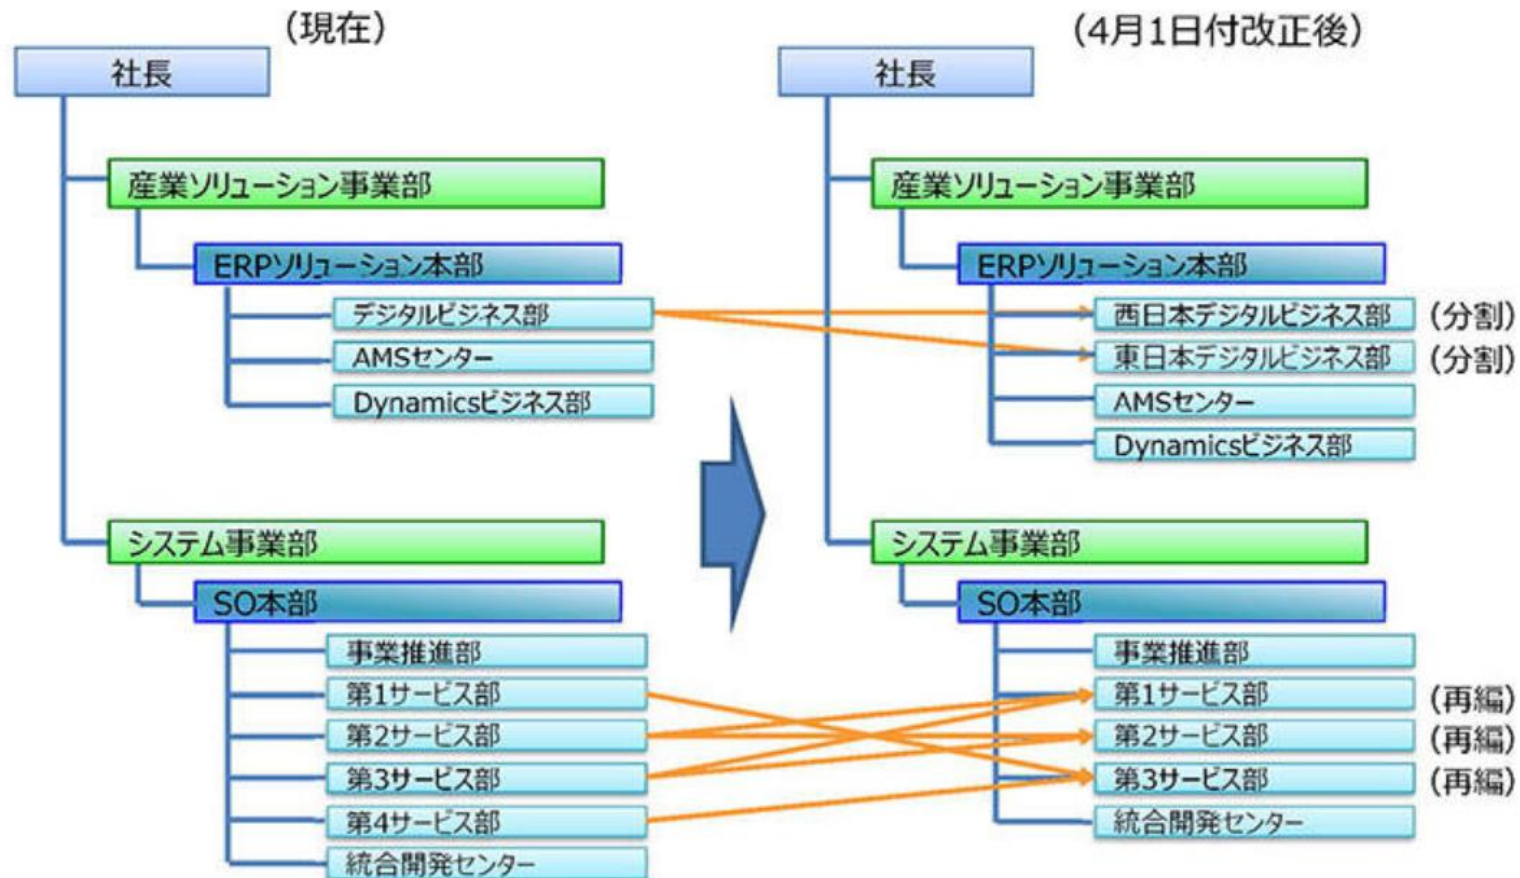 (現在)
社長
産業ソリューション事業部
ERPソリューション本部
デジタルビジネス部
AMSセンター
Dynamicsビジネス部
システム事業部
SO本部
事業推進部
第1サービス部
第2サービス部
第3サービス部
第4サービス部
統合開発センター
(4月1日付改正後)
社長
産業ソリューション事業部
ERPソリューション本部
西日本デジタルビジネス部 (分割)
東日本デジタルビジネス部 (分割)
AMSセンター
Dynamicsビジネス部
システム事業部
SO本部
事業推進部
第1サービス部 (再編)
第2サービス部 (再編)
第3サービス部 (再編)
統合開発センター